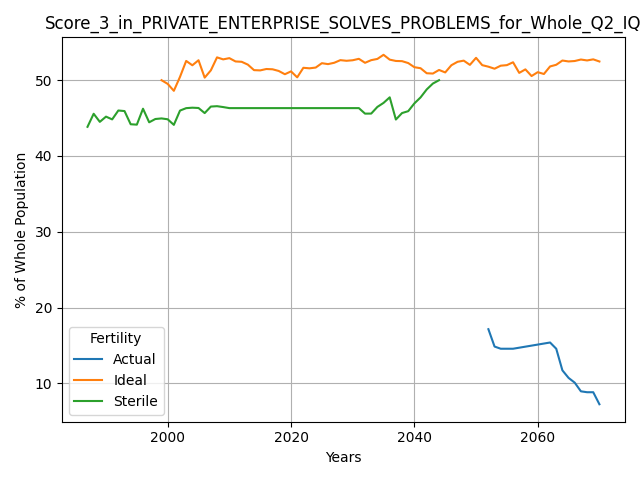 Score_3_in_PRIVATE_ENTERPRISE_SOLVES_PROBLEMS_for_Whole_Q2_IQ
% of Whole Population
50
40
30
20
10
Fertility
Actual
Ideal
Sterile
2000
2020
2040
2060
Years